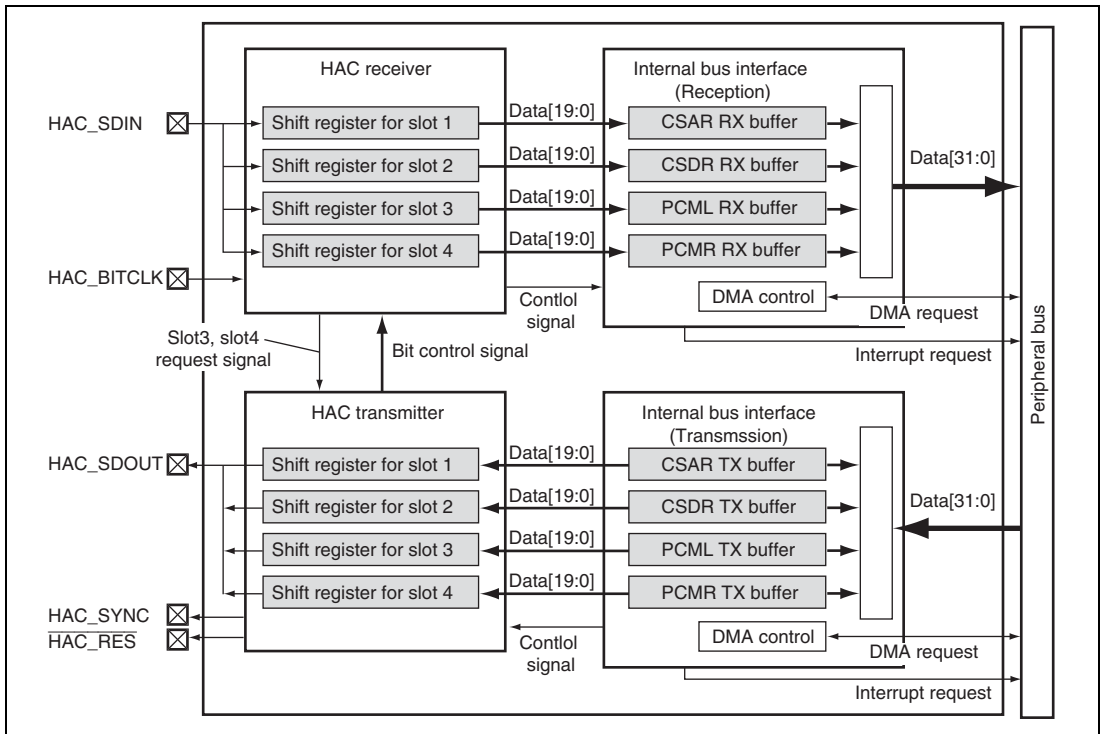 HAC receiver
Internal bus interface
(Reception)
HAC_SDIN
Shift register for slot 1
Data[19:0]
CSAR RX buffer
Shift register for slot 2
Data[19:0]
CSDR RX buffer
Data[31:0]
Shift register for slot 3
Data[19:0]
PCML RX buffer
Shift register for slot 4
Data[19:0]
PCMR RX buffer
HAC_BITCLK
Contlol
signal
DMA control
DMA request
Slot3, slot4
request signal
Bit control signal
Interrupt request
Peripheral bus
HAC transmitter
Internal bus interface
(Transmssion)
HAC_SDOUT
Shift register for slot 1
Data[19:0]
CSAR TX buffer
Shift register for slot 2
Data[19:0]
CSDR TX buffer
Data[31:0]
Shift register for slot 3
Data[19:0]
PCML TX buffer
Shift register for slot 4
Data[19:0]
PCMR TX buffer
HAC_SYNC
HAC_RES
Contlol
signal
DMA control
DMA request
Interrupt request